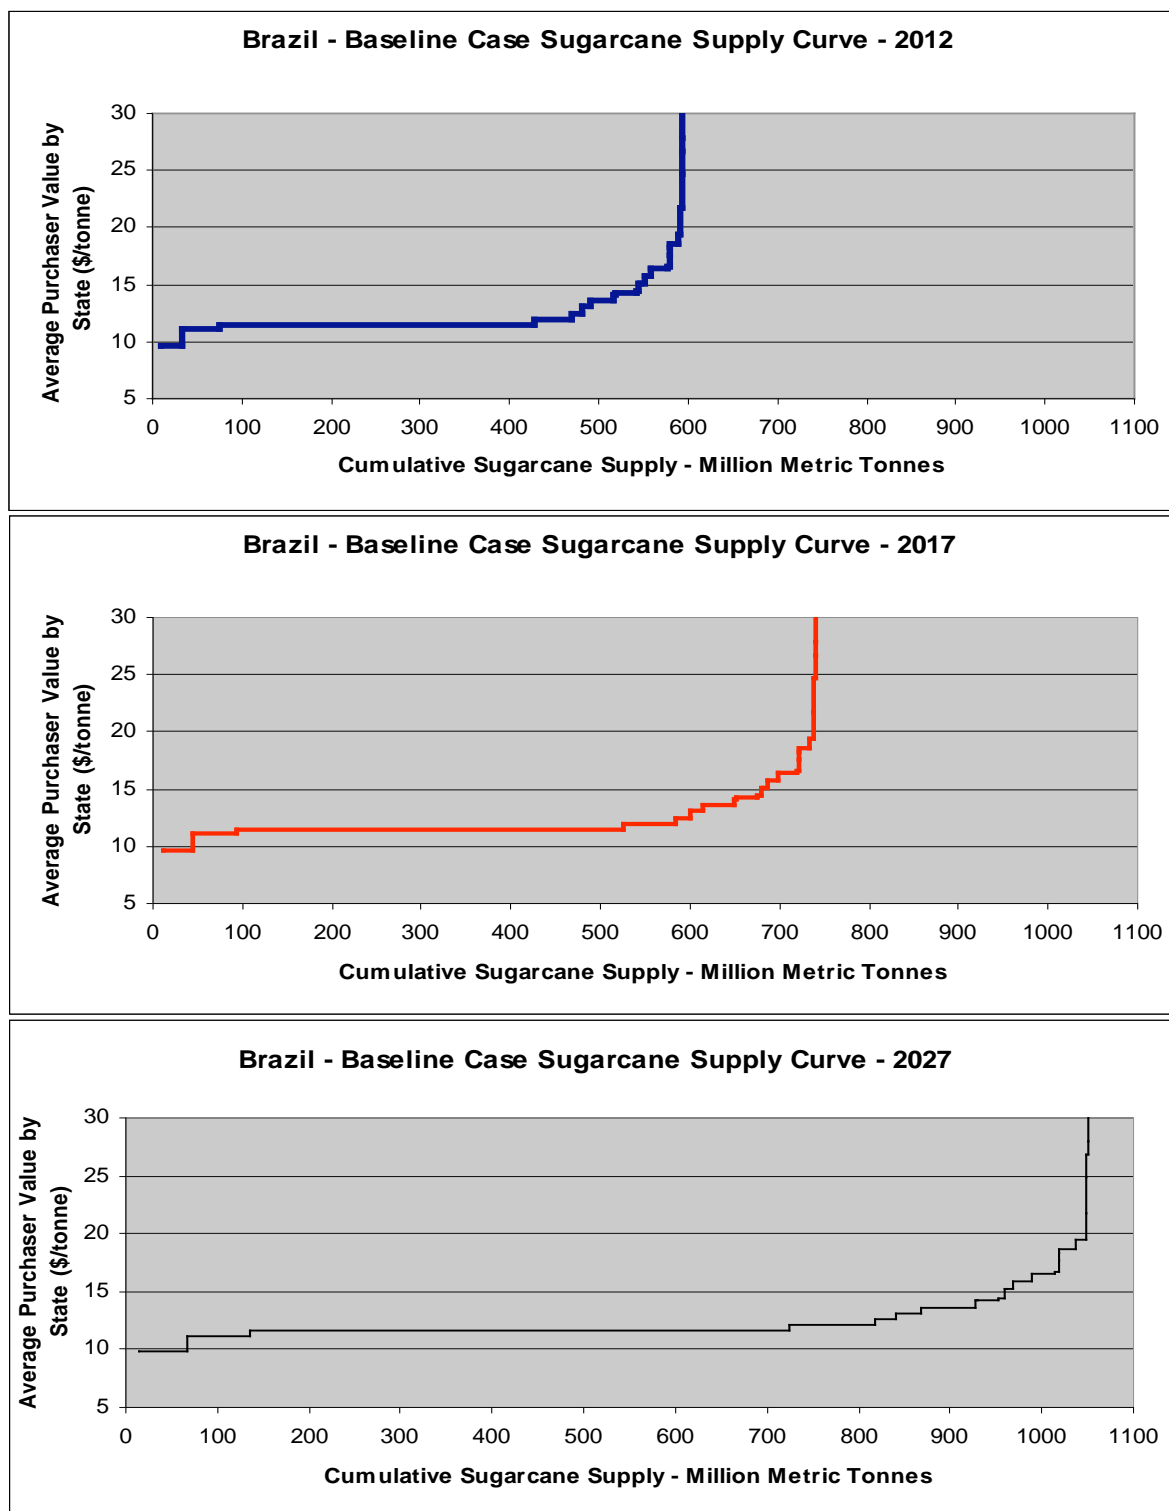 Brazil - Baseline Case Sugarcane Supply Curve - 2012
Average Purchaser Value by
State ($/tonne)
30
25
20
15
10
5
0 100 200 300 400 500 600 700 800 900 1000 1100
Cumulative Sugarcane Supply - Million Metric Tonnes
Brazil - Baseline Case Sugarcane Supply Curve - 2017
Average Purchaser Value by
State ($/tonne)
30
25
20
15
10
5
0 100 200 300 400 500 600 700 800 900 1000 1100
Cumulative Sugarcane Supply - Million Metric Tonnes
Brazil - Baseline Case Sugarcane Supply Curve - 2027
Average Purchaser Value by
State ($/tonne)
30
25
20
15
10
5
0 100 200 300 400 500 600 700 800 900 1000 1100
Cumulative Sugarcane Supply - Million Metric Tonnes